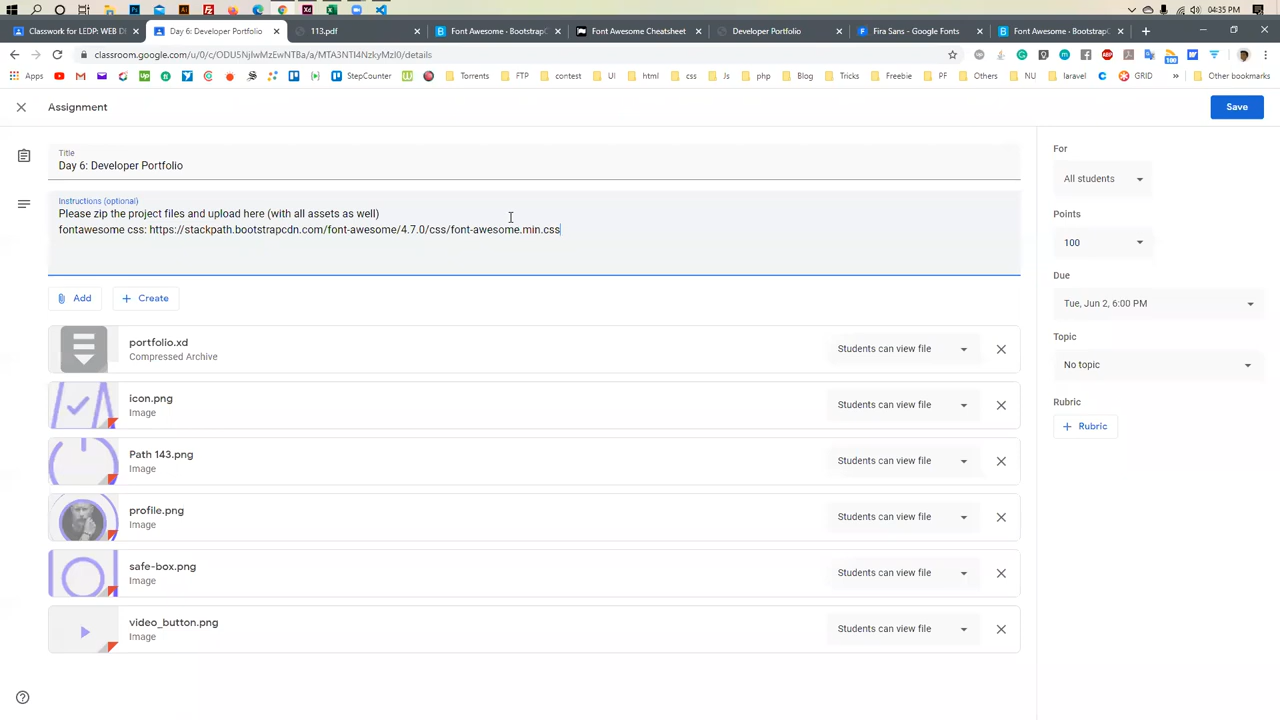 04:35 PM
Classwork for LEDP: WEB D
Day 6: Developer Portfolio
113.pdf
Font Awesome - Bootstrap
Font Awesome Cheatsheet
Developer Portfolio
Fira Sans - Google Fonts
Font Awesome - Bootstrap
classroom.google.com/u/0/c/ODU5NjIwMzEwNTBa/a/MTA3NTI4NzkyMzI0/details
Apps
StepCounter
Torrents
FTP
contest
UI
html
css
Js
php
Blog
Tricks
Freebie
PF
Others
NU
laravel
GRID
Other bookmarks
Assignment
Save
Title
Day 6: Developer Portfolio
Instructions (optional)
Please zip the project files and upload here (with all assets as well)
fontawesome css: https://stackpath.bootstrapcdn.com/font-awesome/4.7.0/css/font-awesome.min.css
Add
Create
portfolio.xd
Compressed Archive
Students can view file
icon.png
Image
Students can view file
Path 143.png
Image
Students can view file
profile.png
Image
Students can view file
safe-box.png
Image
Students can view file
video_button.png
Image
Students can view file
For
All students
Points
100
Due
Tue, Jun 2, 6:00 PM
Topic
No topic
Rubric
Rubric